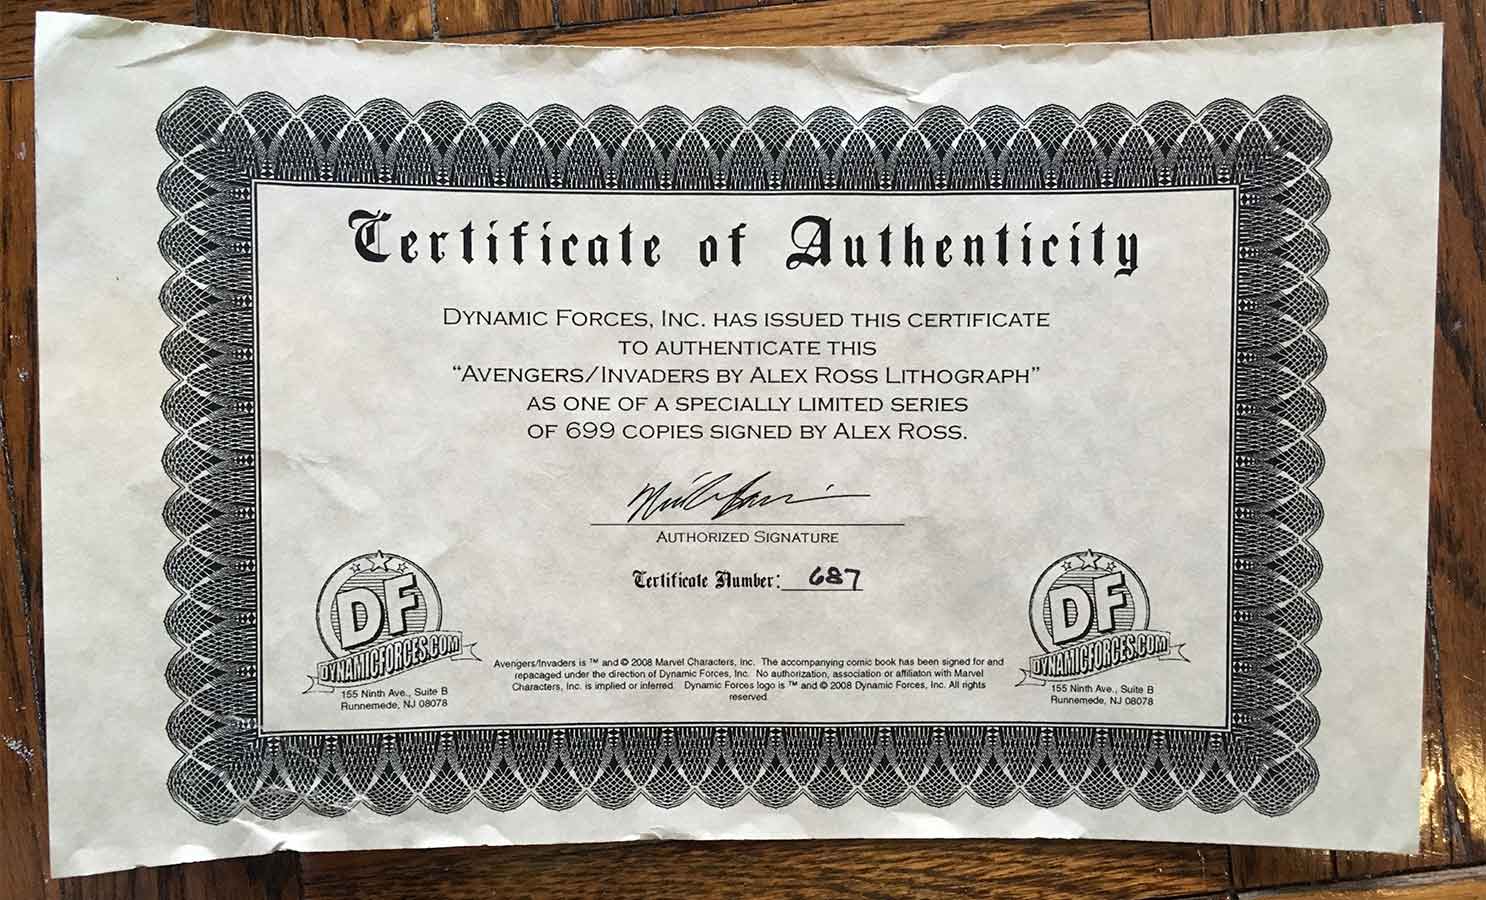 Certificate of Authenticity
DYNAMIC FORCES, INC. HAS ISSUED THIS CERTIFICATE
TO AUTHENTICATE THIS
“AVENGERS/INVADERS BY ALEX ROSS LITHOGRAPH”
AS ONE OF A SPECIALLY LIMITED SERIES
OF 699 COPIES SIGNED BY ALEX ROSS.
AUTHORIZED SIGNATURE
Certificate Number: 687
DF
DYNAMICFORCES.COM
155 Ninth Ave., Suite B
Runnemede, NJ 08078
Avengers/Invaders is ™ and © 2008 Marvel Characters, Inc. The accompanying comic book has been signed for and
repacaged under the direction of Dynamic Forces, Inc. No authorization, association or affiliaton with Marvel
Characters, Inc. is implied or inferred. Dynamic Forces logo is ™ and © 2008 Dynamic Forces, Inc. All rights
reserved.
DF
DYNAMICFORCES.COM
155 Ninth Ave., Suite B
Runnemede, NJ 08078